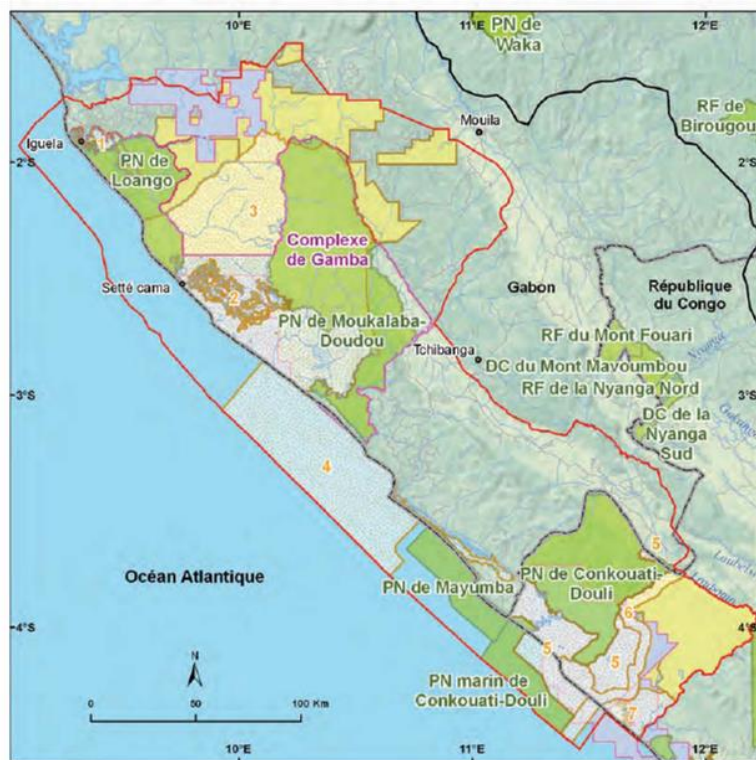 10°E
11°E
12°E
PN de
Waka
RF de
Birougou
Mouila
Iguela
1
2°S
2°S
PN de
Loango
3
Complexe
de Gamba
Gabon
République
du Congo
Setté cama
2
PN de Moukalaba-
Doudou
RF du Mont Fouari
Nyanga
Tchibanga
DC du Mont Mavoumbou
RF de la Nyanga Nord
3°S
3°S
DC de la
Nyanga
Sud
4
5
Océan Atlantique
PN de Mayumba
PN de Conkouati-
Douli
6
4°S
4°S
5
5
PN marin de
Conkouati-Douli
7
N
0
50
100 Km
10°E
11°E
12°E